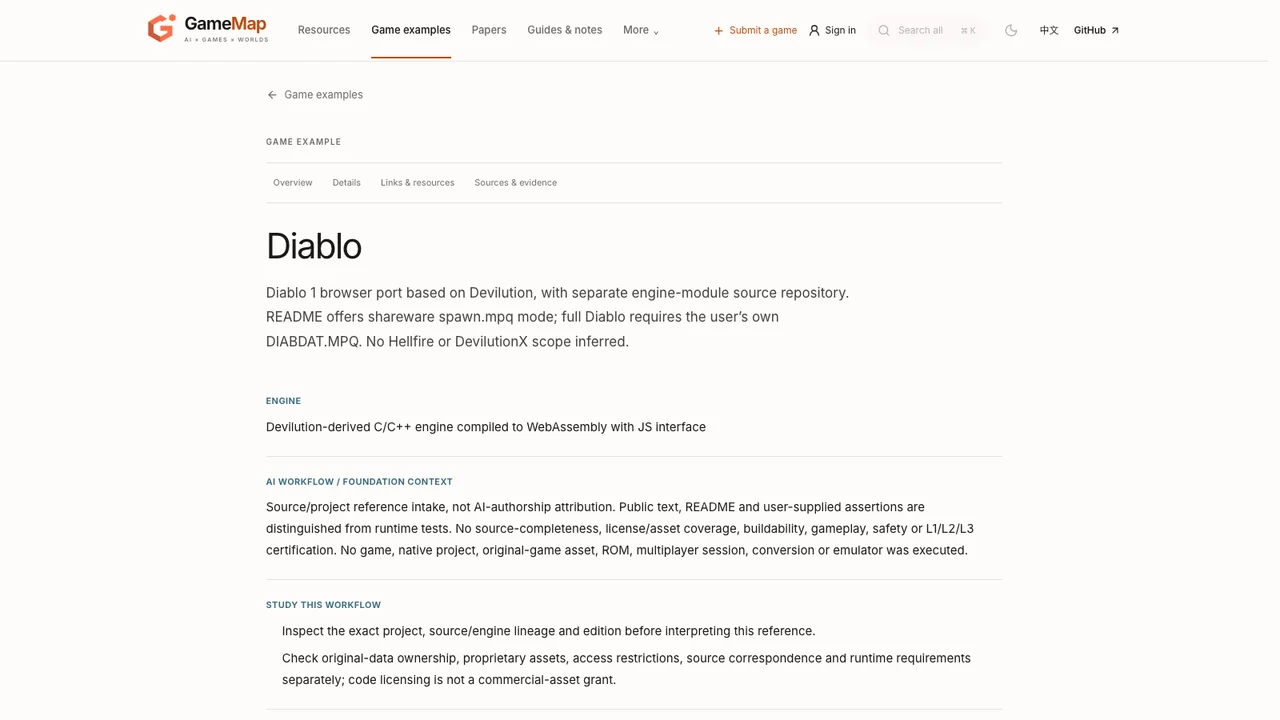 GameMap
AI × GAMES × WORLDS
Resources
Game examples
Papers
Guides & notes
More
Submit a game
Sign in
Search all
⌘ K
中文
GitHub ↗
← Game examples
GAME EXAMPLE
Overview
Details
Links & resources
Sources & evidence
Diablo
Diablo 1 browser port based on Devilution, with separate engine-module source repository.
README offers shareware spawn.mpq mode; full Diablo requires the user’s own
DIABDAT.MPQ. No Hellfire or DevilutionX scope inferred.
ENGINE
Devilution-derived C/C++ engine compiled to WebAssembly with JS interface
AI WORKFLOW / FOUNDATION CONTEXT
Source/project reference intake, not AI-authorship attribution. Public text, README and user-supplied assertions are
distinguished from runtime tests. No source-completeness, license/asset coverage, buildability, gameplay, safety or L1/L2/L3
certification. No game, native project, original-game asset, ROM, multiplayer session, conversion or emulator was executed.
STUDY THIS WORKFLOW
Inspect the exact project, source/engine lineage and edition before interpreting this reference.
Check original-data ownership, proprietary assets, access restrictions, source correspondence and runtime requirements
separately; code licensing is not a commercial-asset grant.